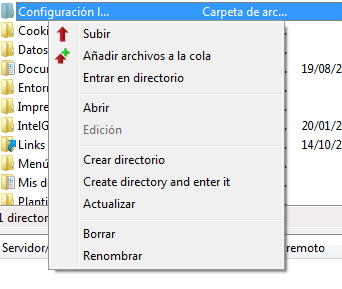 Configuración l... Carpeta de arc...
Cooki
Datos
Docum 19/08/2
Entorn
Impre
IntelG 20/01/2
Links 14/10/2
Menú
Mis d
Planti
Subir
Añadir archivos a la cola
Entrar en directorio
Abrir
Edición
Crear directorio
Create directory and enter it
Actualizar
Borrar
Renombrar
1 director
Servidor/ remoto